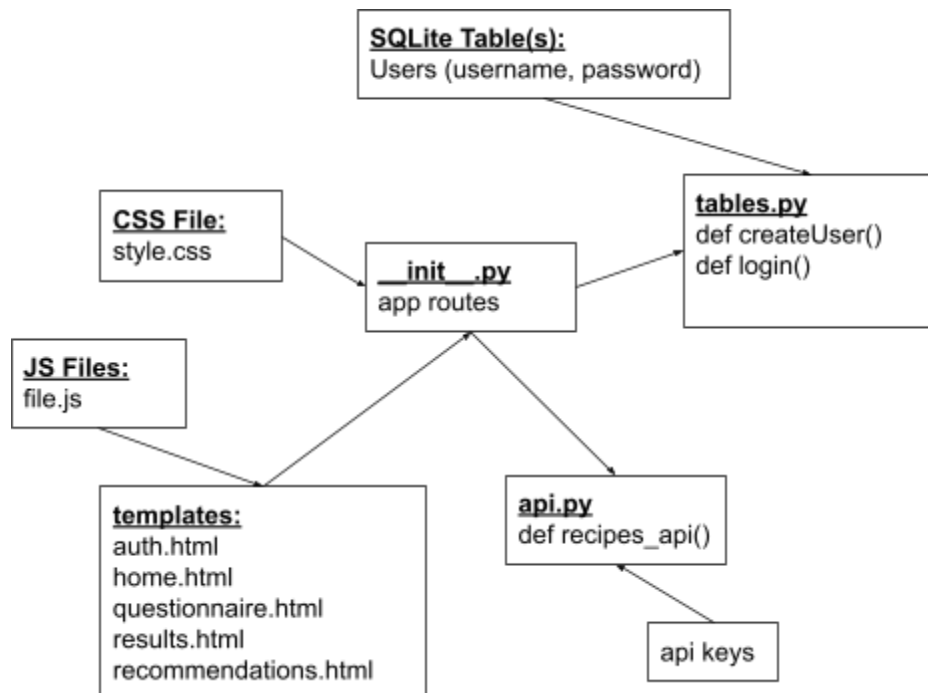 SQLite Table(s):
Users (username, password)
tables.py
def createUser()
def login()
CSS File:
style.css
__init__.py
app routes
JS Files:
file.js
templates:
auth.html
home.html
questionnaire.html
results.html
recommendations.html
api.py
def recipes_api()
api keys